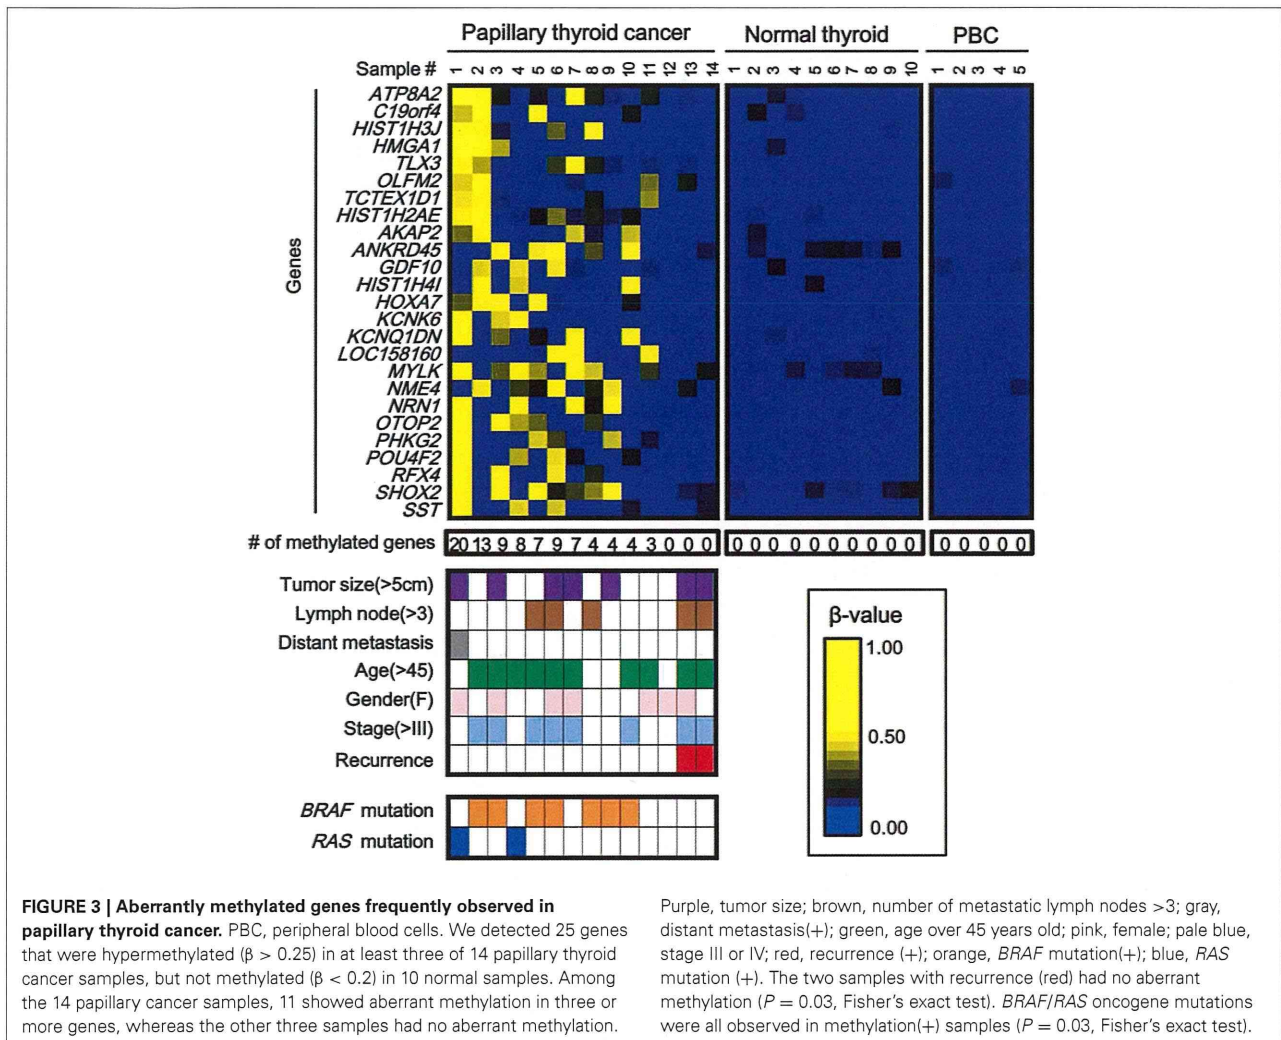 Papillary thyroid cancer Normal thyroid PBC
Sample # 1 2 3 4 5 6 7 8 9 10 11 12 13 14 1 2 3 4 5 6 7 8 9 10 1 2 3 4 5
Genes
ATP8A2
C19orf4
HIST1H3J
HMGA1
TLX3
OLFM2
TCTEX1D1
HIST1H2AE
AKAP2
ANKRD45
GDF10
HIST1H4I
HOXA7
KCNK6
KCNQ1DN
LOC158160
MYLK
NME4
NRN1
OTOP2
PHKG2
POU4F2
RFX4
SHOX2
SST
# of methylated genes 20 13 9 8 7 9 7 4 4 4 3 0 0 0 0 0 0 0 0 0 0 0 0 0 0 0 0 0 0
Tumor size(>5cm)
Lymph node(>3)
Distant metastasis
Age(>45)
Gender(F)
Stage(>III)
Recurrence
BRAF mutation
RAS mutation
β-value
1.00
0.50
0.00
FIGURE 3 | Aberrantly methylated genes frequently observed in
papillary thyroid cancer. PBC, peripheral blood cells. We detected 25 genes
that were hypermethylated (β > 0.25) in at least three of 14 papillary thyroid
cancer samples, but not methylated (β < 0.2) in 10 normal samples. Among
the 14 papillary cancer samples, 11 showed aberrant methylation in three or
more genes, whereas the other three samples had no aberrant methylation.
Purple, tumor size; brown, number of metastatic lymph nodes >3; gray,
distant metastasis(+); green, age over 45 years old; pink, female; pale blue,
stage III or IV; red, recurrence (+); orange, BRAF mutation(+); blue, RAS
mutation (+). The two samples with recurrence (red) had no aberrant
methylation (P = 0.03, Fisher's exact test). BRAF/RAS oncogene mutations
were all observed in methylation(+) samples (P = 0.03, Fisher's exact test).